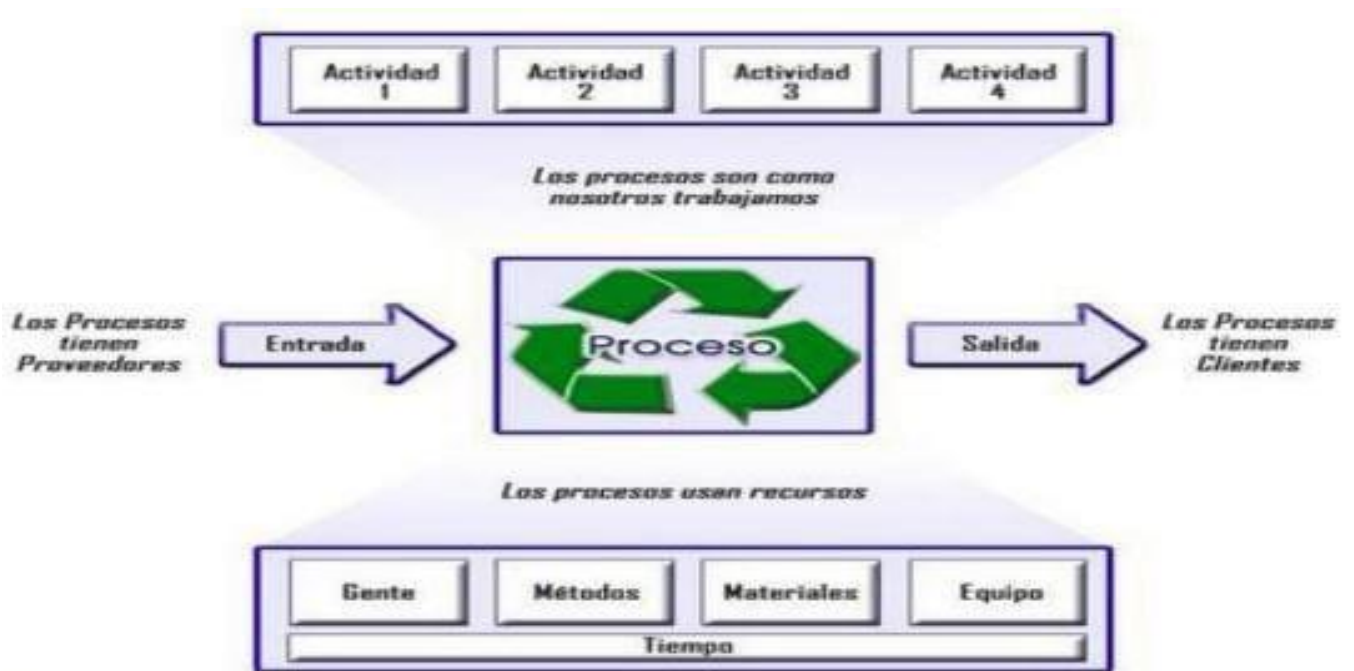 Actividad
1
Actividad
2
Actividad
3
Actividad
4
Los procesos son como
nosotros trabajamos
Los Procesos
tienen
Proveedores
Entrada
Proceso
Salida
Los Procesos
tienen
Clientes
Los procesos usan recursos
Gente
Métodos
Materiales
Equipo
Tiempo